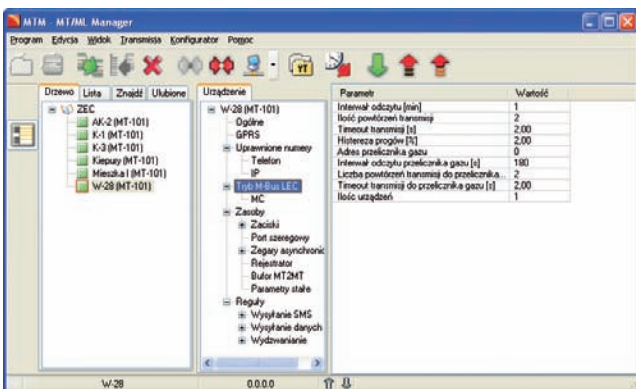 MTM - MT/ML Manager
Program Edycja Widok Transmisja Konfigurator Pomoc
YT
Drzewo Lista Znajdź Ulubione
ZEC
AK-2 (MT-101)
K-1 (MT-101)
K-3 (MT-101)
Kiepury (MT-101)
Mieszka I (MT-101)
W-28 (MT-101)
Urządzenie
W-28 (MT-101)
Ogólne
GPRS
Uprawnione numery
Telefon
IP
Tryb M-Bus LEC
MC
Zasoby
Zaciski
Port szeregowy
Zegary asynchronic
Rejestrator
Bufor MT2MT
Parametry stałe
Reguły
Wysyłanie SMS
Wysyłanie danych
Wydzwanianie
Parametr Wartość
Interwał odczytu [min] 1
Ilość powtórzeń transmisji 2
Timeout transmisji [s] 2,00
Histereza progów [%] 2,00
Adres przelicznika gazu 0
Interwał odczytu przelicznika gazu [s] 180
Liczba powtórzeń transmisji do przelicznika... 2
Timeout transmisji do przelicznika gazu [s] 2,00
Ilośc urządzeń 1
W-28 0.0.0.0